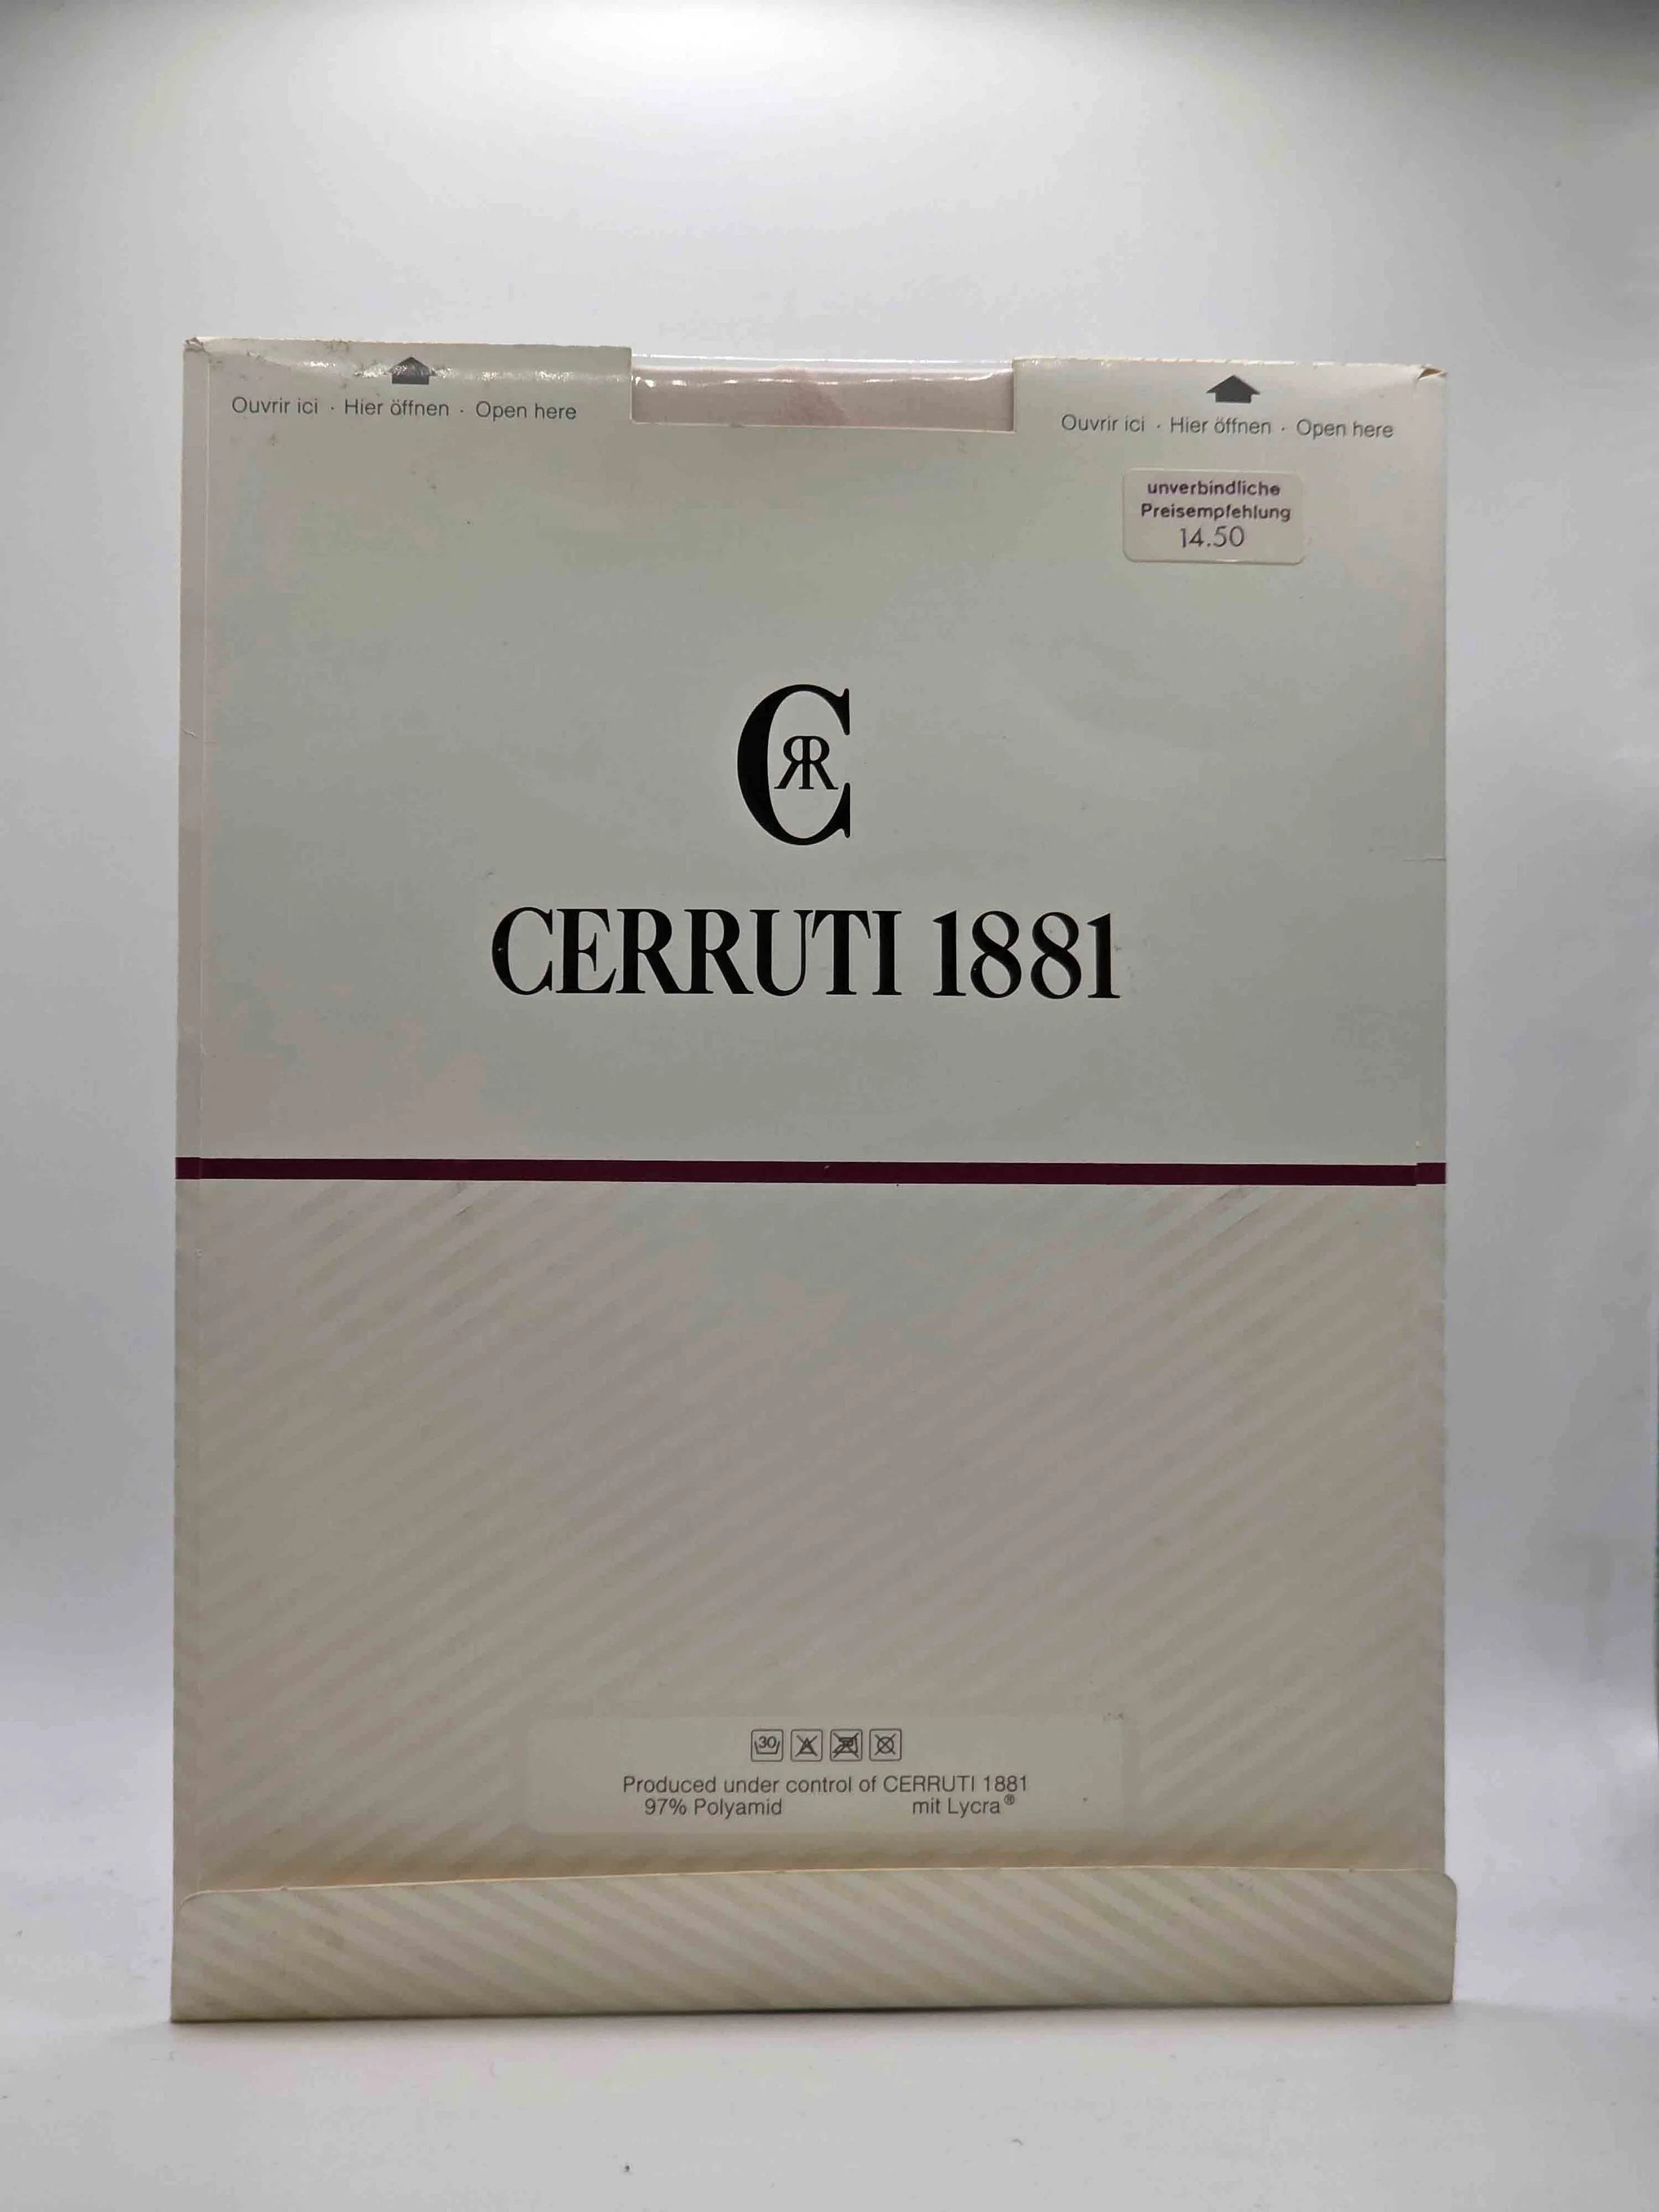 Ouvrir ici · Hier öffnen · Open here
Ouvrir ici · Hier öffnen · Open here
unverbindliche
Preisempfehlung
14.50
CRR
CERRUTI 1881
30
Produced under control of CERRUTI 1881
97% Polyamid mit Lycra®